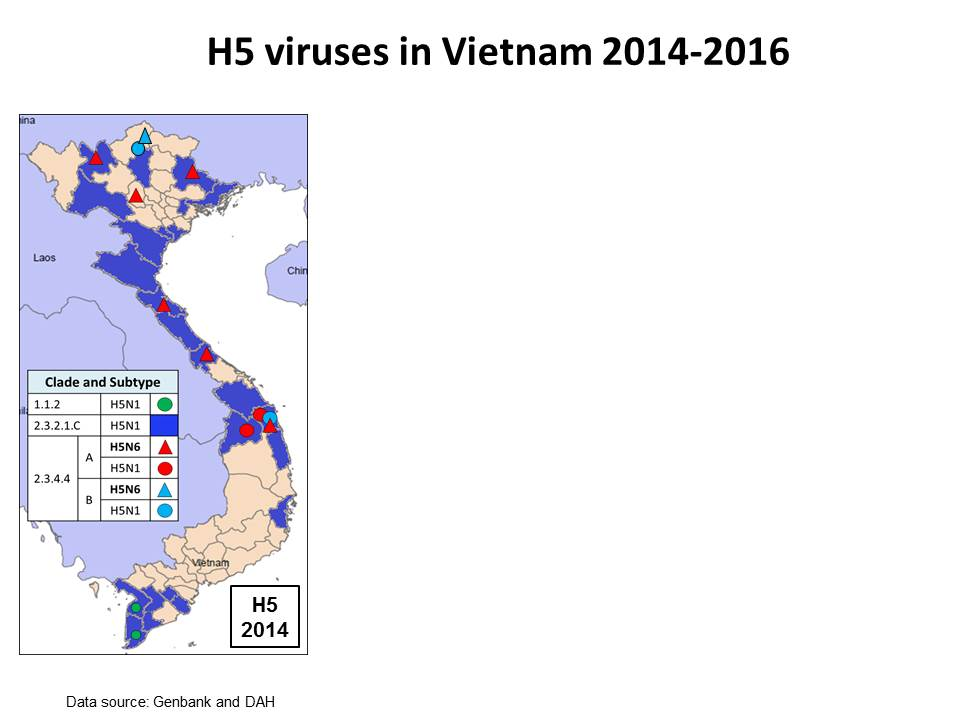 H5 viruses in Vietnam 2014-2016
ina
Laos
Chin
Clade and Subtype
1.1.2 H5N1
2.3.2.1.C H5N1
2.3.4.4 A H5N6
H5N1
B H5N6
H5N1
Vietnam
H5
2014
Data source: Genbank and DAH